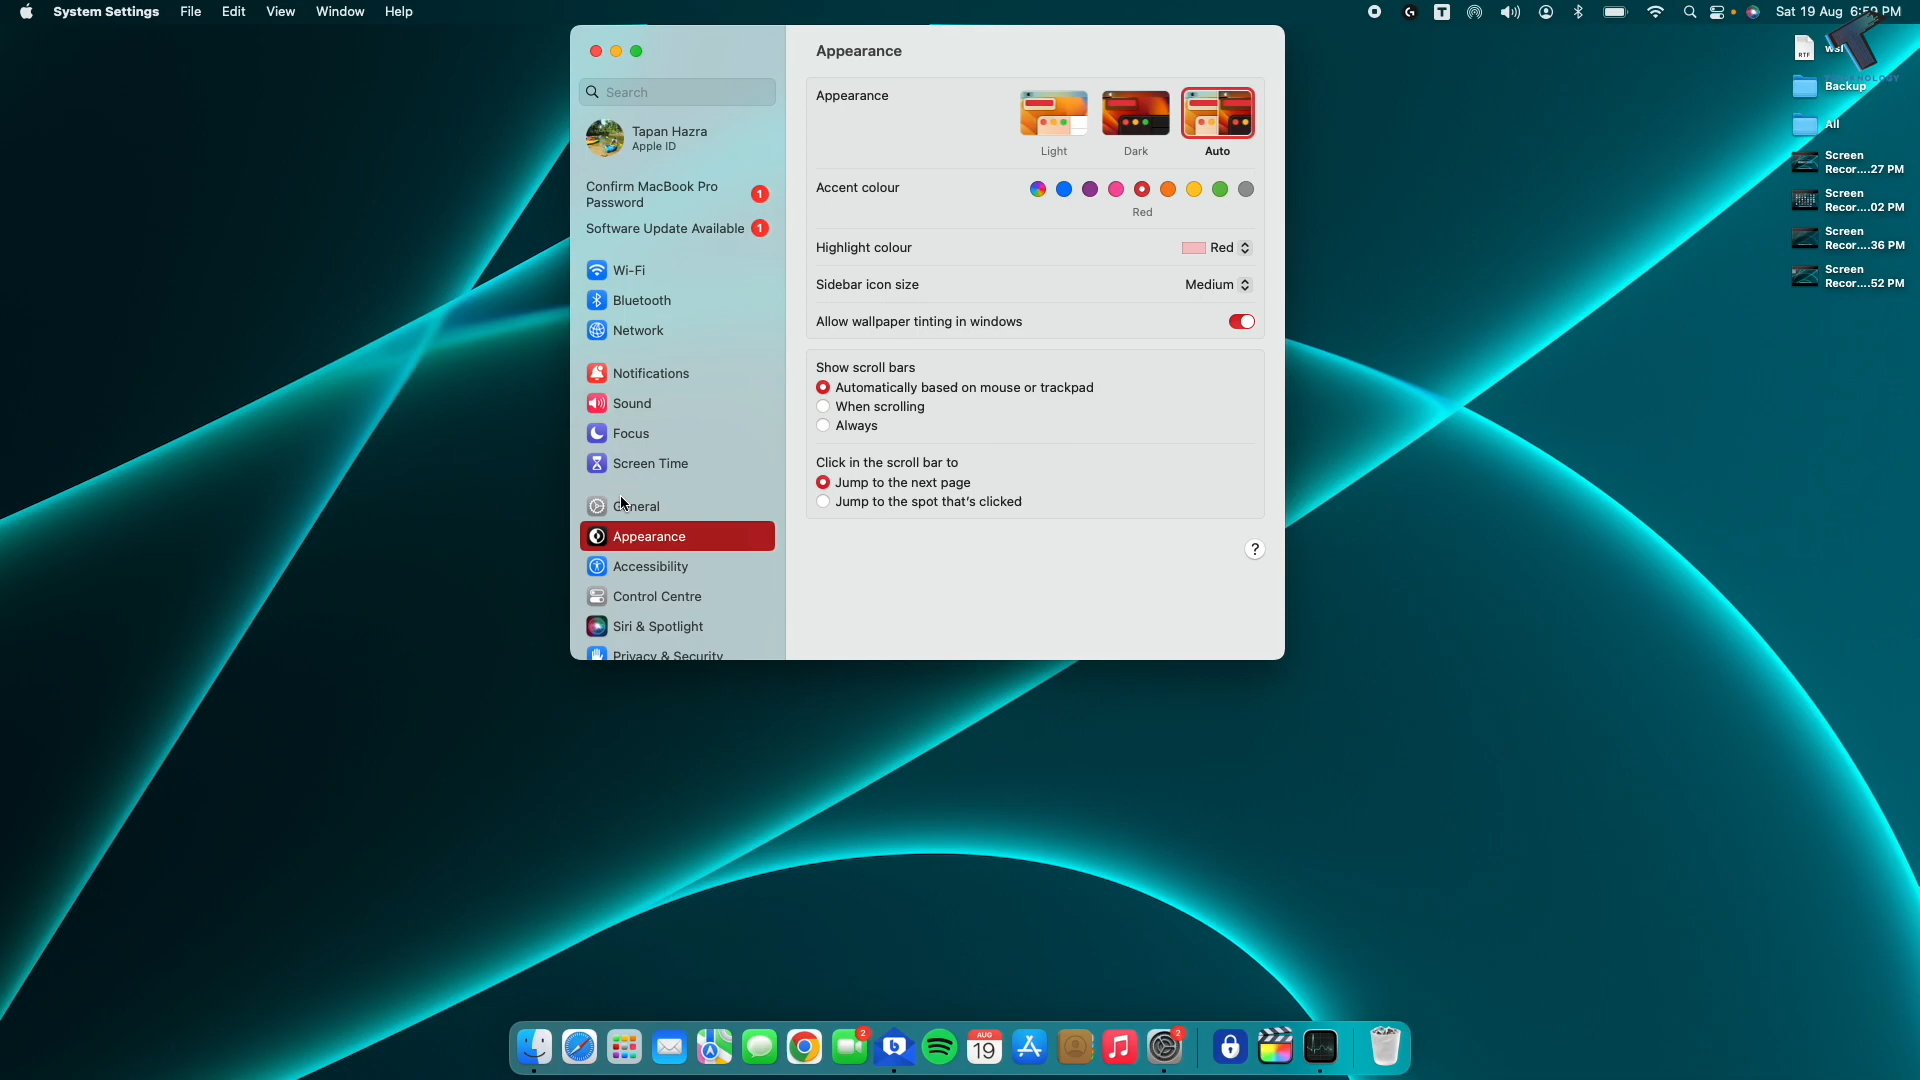 System Settings File Edit View Window Help
Sat 19 Aug
wsl
Backup
All
Screen
Recor....27 PM
Screen
Recor....02 PM
Screen
Recor....36 PM
Screen
Recor....52 PM
Search
Tapan Hazra
Apple ID
Confirm MacBook Pro
Password
1
Software Update Available 1
Wi-Fi
Bluetooth
Network
Notifications
Sound
Focus
Screen Time
General
Appearance
Accessibility
Control Centre
Siri & Spotlight
Privacy & Security
Appearance
Appearance
Light Dark Auto
Accent colour
Red
Highlight colour Red
Sidebar icon size Medium
Allow wallpaper tinting in windows
Show scroll bars
Automatically based on mouse or trackpad
When scrolling
Always
Click in the scroll bar to
Jump to the next page
Jump to the spot that's clicked
?
2
AUG
19
2